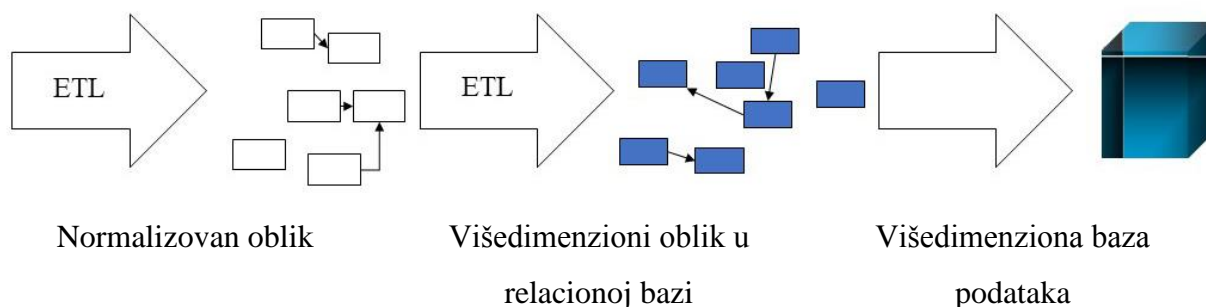 ETL
ETL
Normalizovan oblik
Višedimenzioni oblik u
relacionoj bazi
Višedimenziona baza
podataka